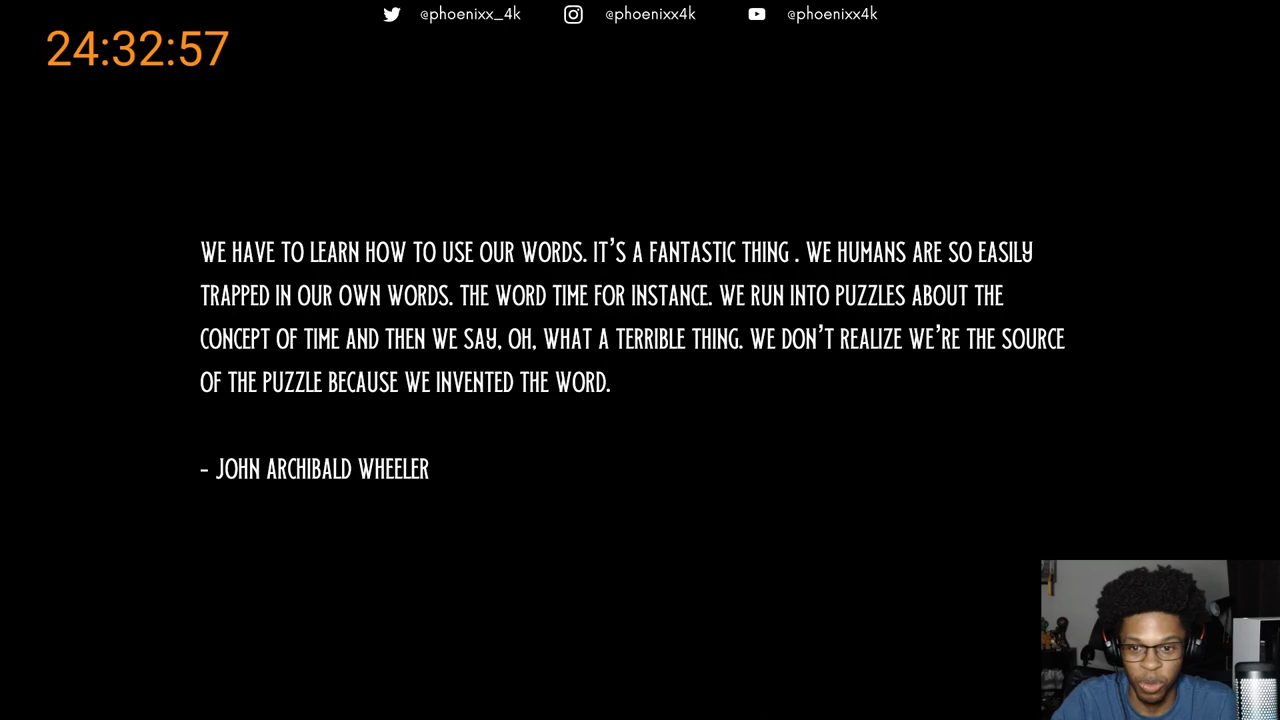 @phoenixx_4k @phoenixx4k @phoenixx4k
24:32:57
WE HAVE TO LEARN HOW TO USE OUR WORDS. IT'S A FANTASTIC THING . WE HUMANS ARE SO EASILY
TRAPPED IN OUR OWN WORDS. THE WORD TIME FOR INSTANCE. WE RUN INTO PUZZLES ABOUT THE
CONCEPT OF TIME AND THEN WE SAY, OH, WHAT A TERRIBLE THING. WE DON'T REALIZE WE'RE THE SOURCE
OF THE PUZZLE BECAUSE WE INVENTED THE WORD.
- JOHN ARCHIBALD WHEELER